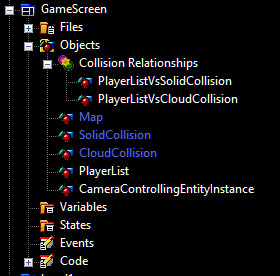 GameScreen
Files
Objects
Collision Relationships
PlayerListVsSolidCollision
PlayerListVsCloudCollision
Map
SolidCollision
CloudCollision
PlayerList
CameraControllingEntityInstance
Variables
States
Events
Code